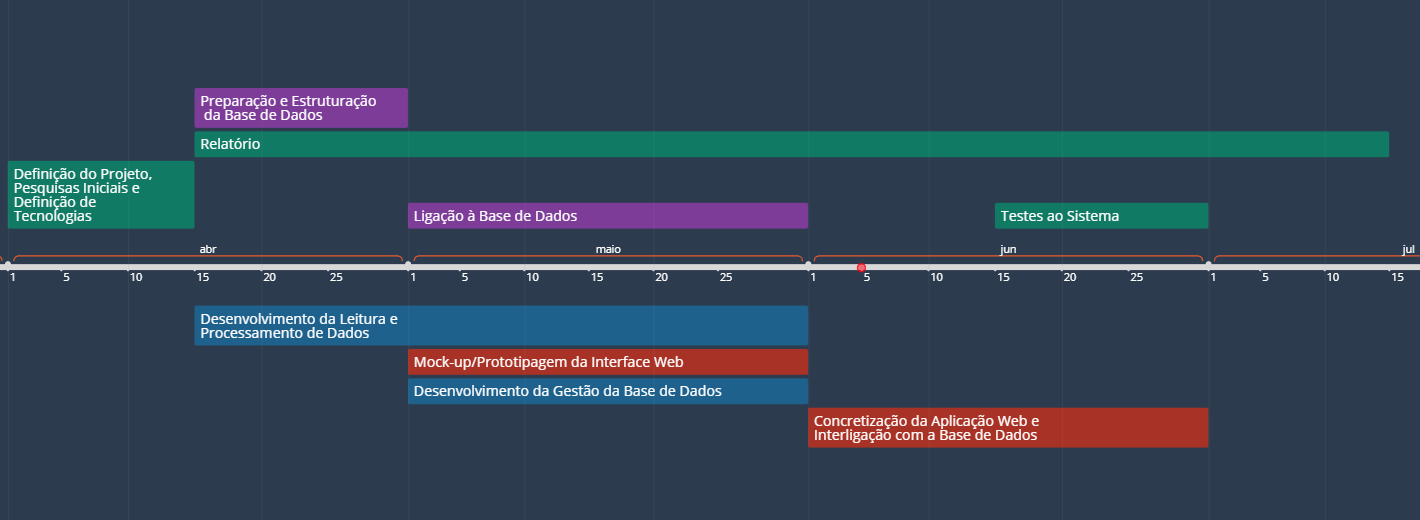 Preparação e Estruturação
da Base de Dados
Relatório
Definição do Projeto,
Pesquisas Iniciais e
Definição de
Tecnologias
Ligação à Base de Dados
Testes ao Sistema
abr
maio
jun
jul
1 5 10 15 20 25 1 5 10 15 20 25 1 5 10 15 20 25 1 5 10 15
Desenvolvimento da Leitura e
Processamento de Dados
Mock-up/Prototipagem da Interface Web
Desenvolvimento da Gestão da Base de Dados
Concretização da Aplicação Web e
Interligação com a Base de Dados